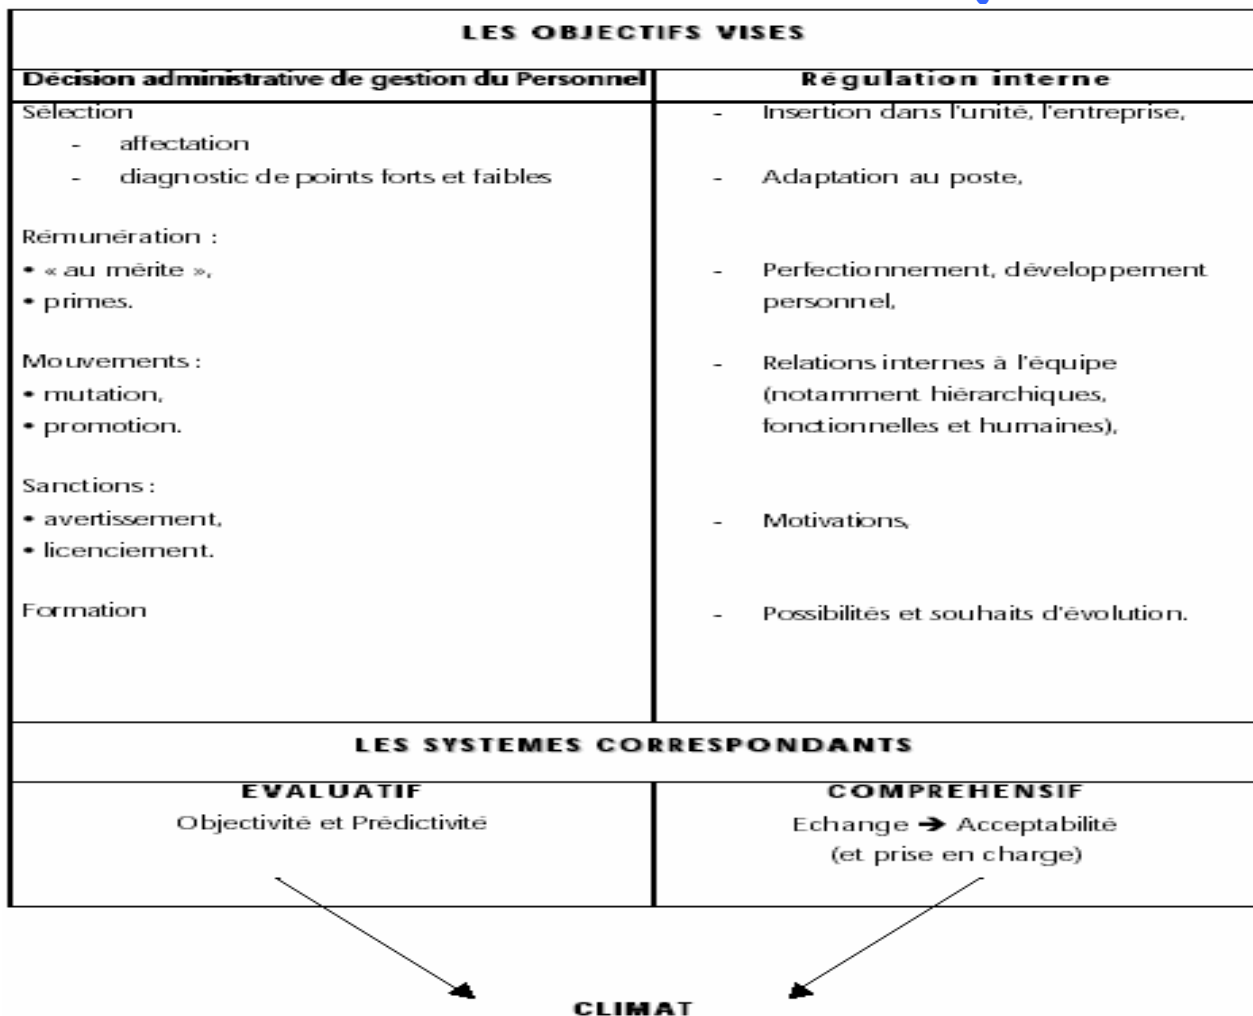 LES OBJECTIFS VISES
Décision administrative de gestion du Personnel
Sélection
- affectation
- diagnostic de points forts et faibles
Rémunération :
• « au mérite »,
• primes.
Mouvements :
• mutation,
• promotion.
Sanctions :
• avertissement,
• licenciement.
Formation
Régulation interne
- Insertion dans l'unité, l'entreprise,
- Adaptation au poste,
- Perfectionnement, développement
personnel,
- Relations internes à l'équipe
(notamment hiérarchiques,
fonctionnelles et humaines),
- Motivations,
- Possibilités et souhaits d'évolution.
LES SYSTEMES CORRESPONDANTS
EVALUATIF
Objectivité et Prédictivité
COMPREHENSIF
Echange ➔ Acceptabilité
(et prise en charge)
CLIMAT